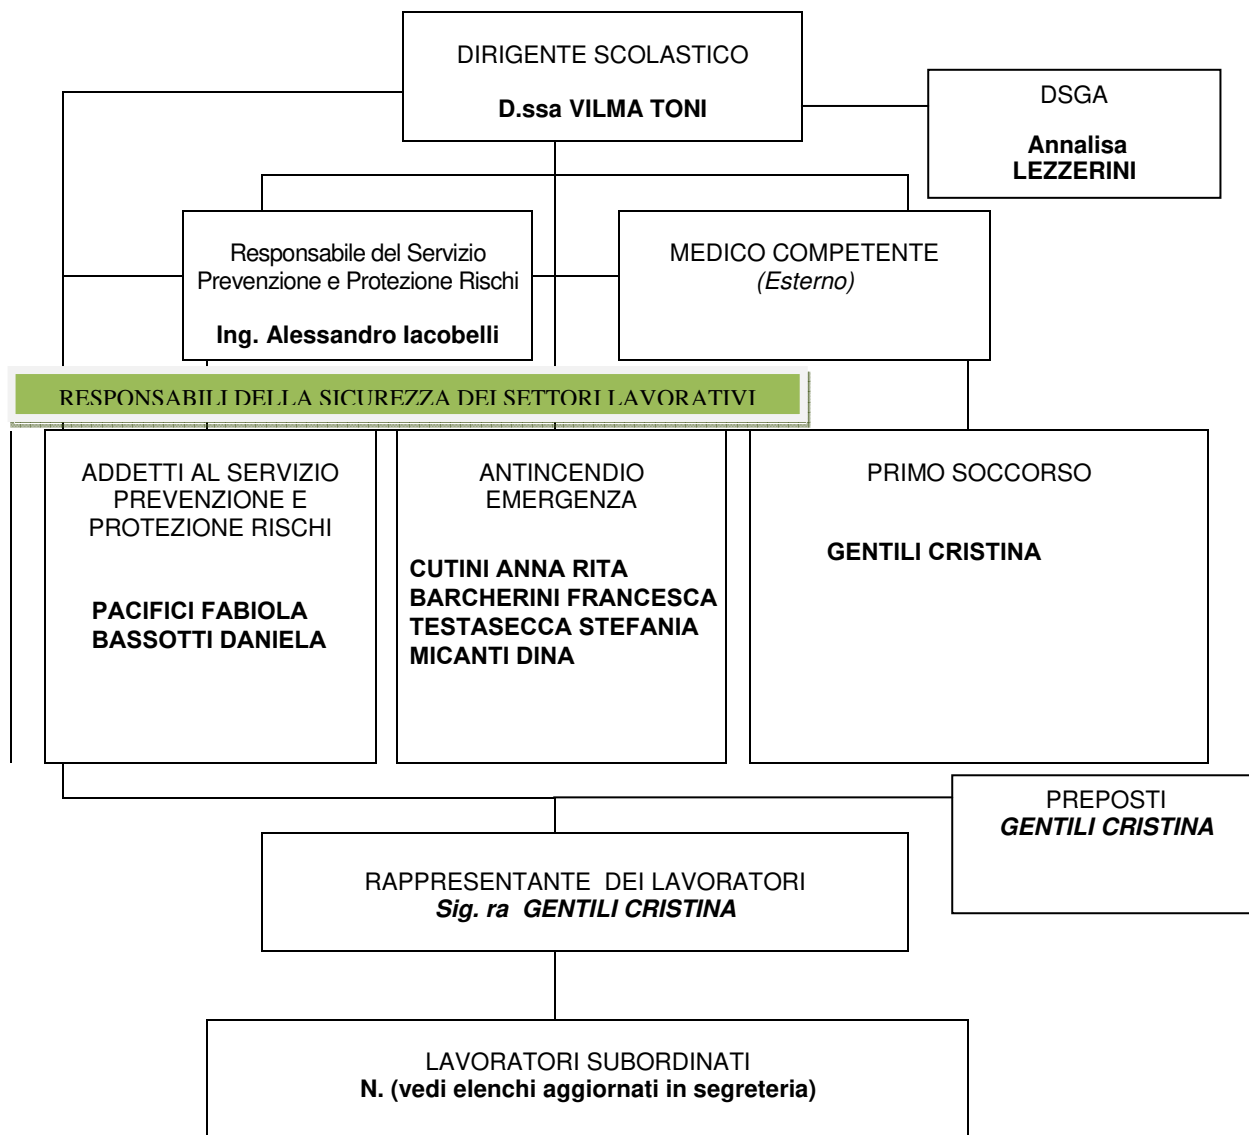 DIRIGENTE SCOLASTICO
D.ssa VILMA TONI
DSGA
Annalisa
LEZZERINI
Responsabile del Servizio
Prevenzione e Protezione Rischi
Ing. Alessandro Iacobelli
MEDICO COMPETENTE
(Esterno)
RESPONSABILI DELLA SICUREZZA DEI SETTORI LAVORATIVI
ADDETTI AL SERVIZIO
PREVENZIONE E
PROTEZIONE RISCHI
PACIFICI FABIOLA
BASSOTTI DANIELA
ANTINCENDIO
EMERGENZA
CUTINI ANNA RITA
BARCHERINI FRANCESCA
TESTASECCA STEFANIA
MICANTI DINA
PRIMO SOCCORSO
GENTILI CRISTINA
PREPOSTI
GENTILI CRISTINA
RAPPRESENTANTE DEI LAVORATORI
Sig. ra GENTILI CRISTINA
LAVORATORI SUBORDINATI
N. (vedi elenchi aggiornati in segreteria)